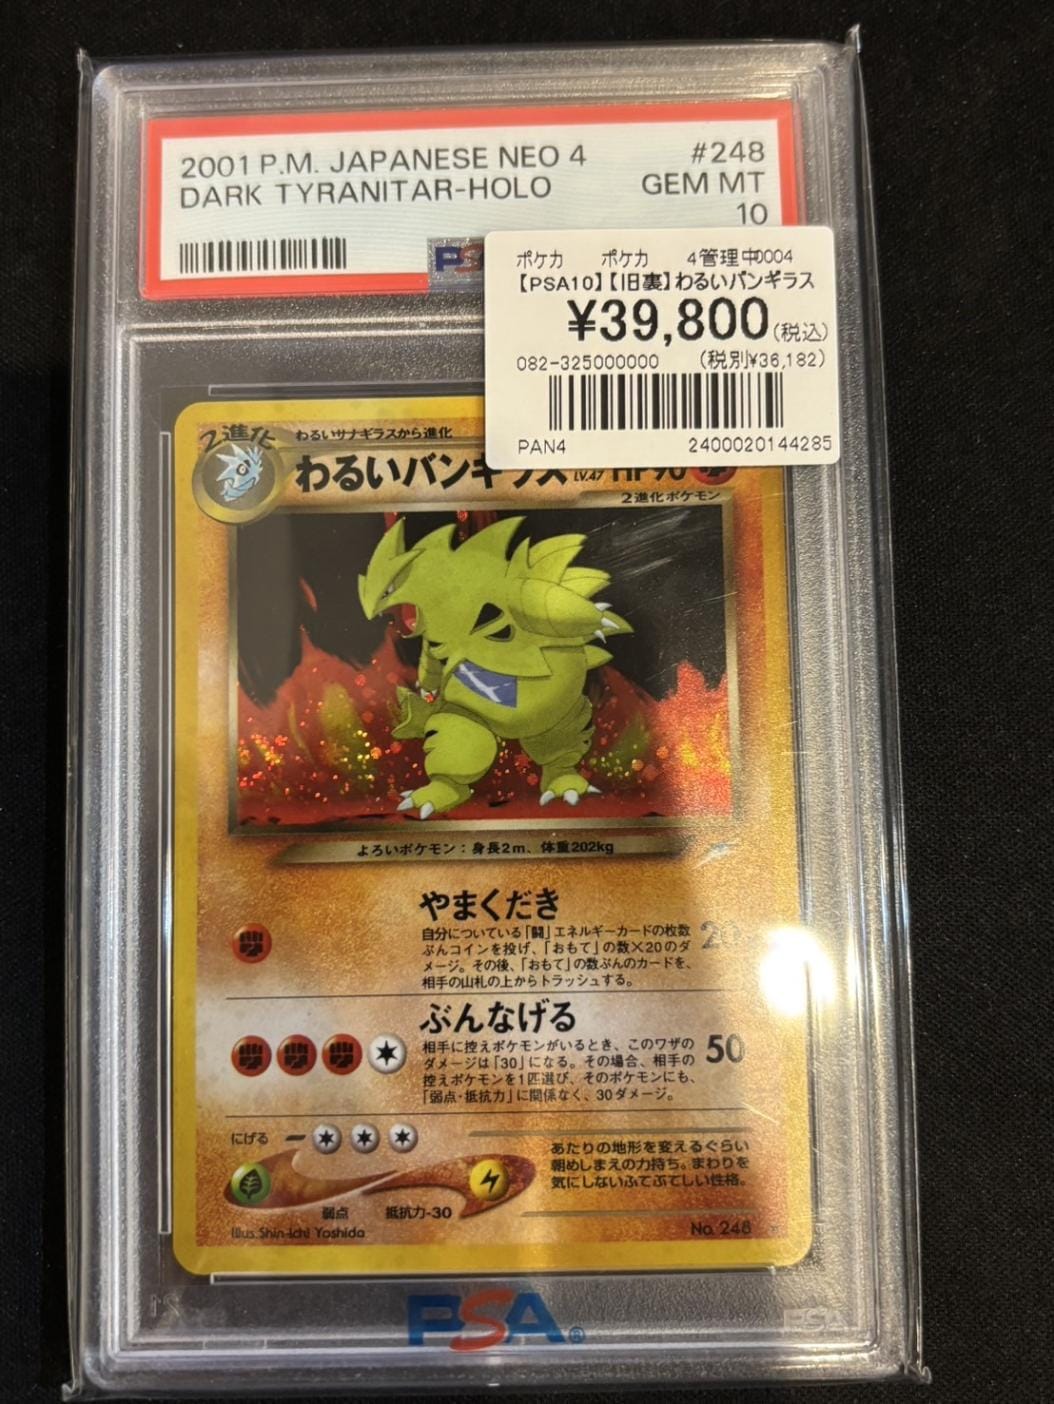 2001 P.M. JAPANESE NEO 4 #248
DARK TYRANITAR-HOLO GEM MT
10
ポケカ ポケカ 4管理中0004
【PSA10】【旧裏】わるいバンギラス
¥39,800(税込)
082-325000000 (税別¥36,182)
PAN4 2400020144285
2進化
わるいサナギラスから進化
わるいバンギラス LV.47 HP90
2進化ポケモン
よろいポケモン：身長2m、体重202kg
やまくだき
自分についている「闘」エネルギーカードの枚数
ぶんコインを投げ、「おもて」の数×20のダ
メージ。その後、「おもて」の数ぶんのカードを、
相手の山札の上からトラッシュする。
20
ぶんなげる
相手に控えポケモンがいるとき、このワザの
ダメージは「30」になる。その場合、相手の
控えポケモンを1匹選び、そのポケモンにも、
「弱点・抵抗力」に関係なく、30ダメージ。
50
にげる
弱点 抵抗力-30
あたりの地形を変えるぐらい
朝めしまえの力持ち。まわりを
気にしないふてぶてしい性格。
Illus. Shin-ichi Yoshida
No. 248
PSA